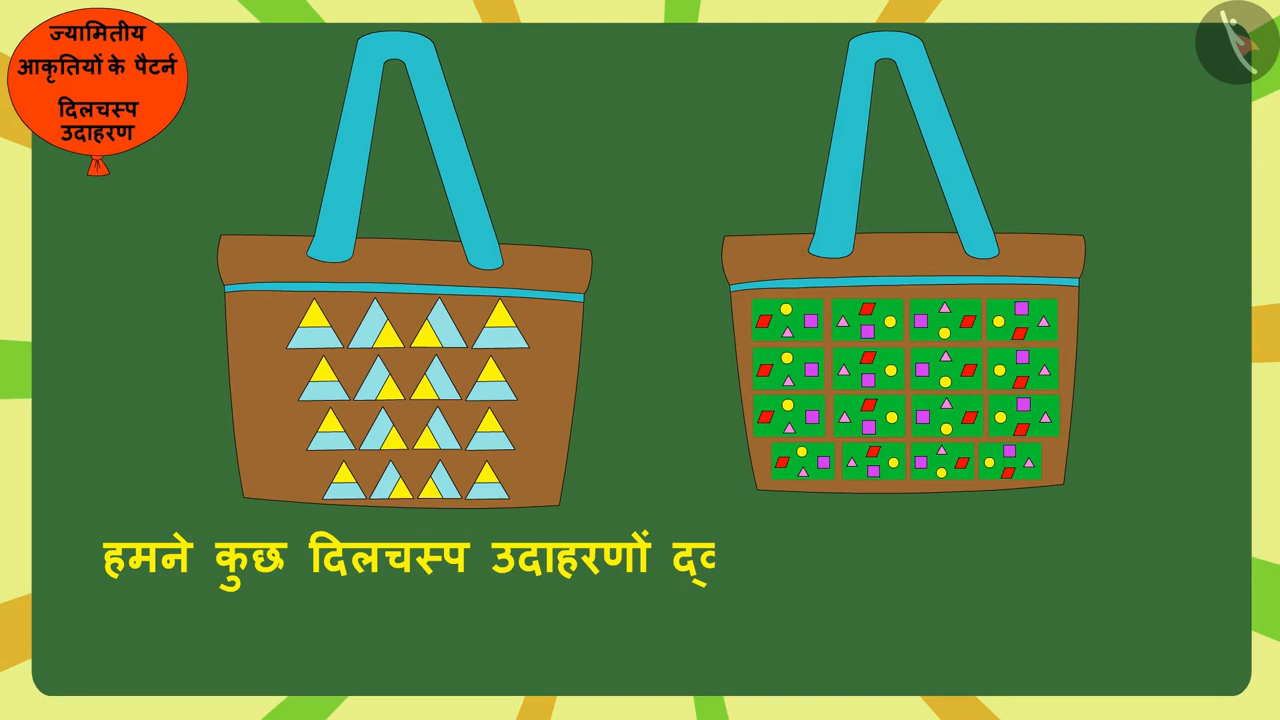 ज्यामितीय
आकृतियों के पैटर्न
दिलचस्प
उदाहरण
हमने कुछ दिलचस्प उदाहरणों